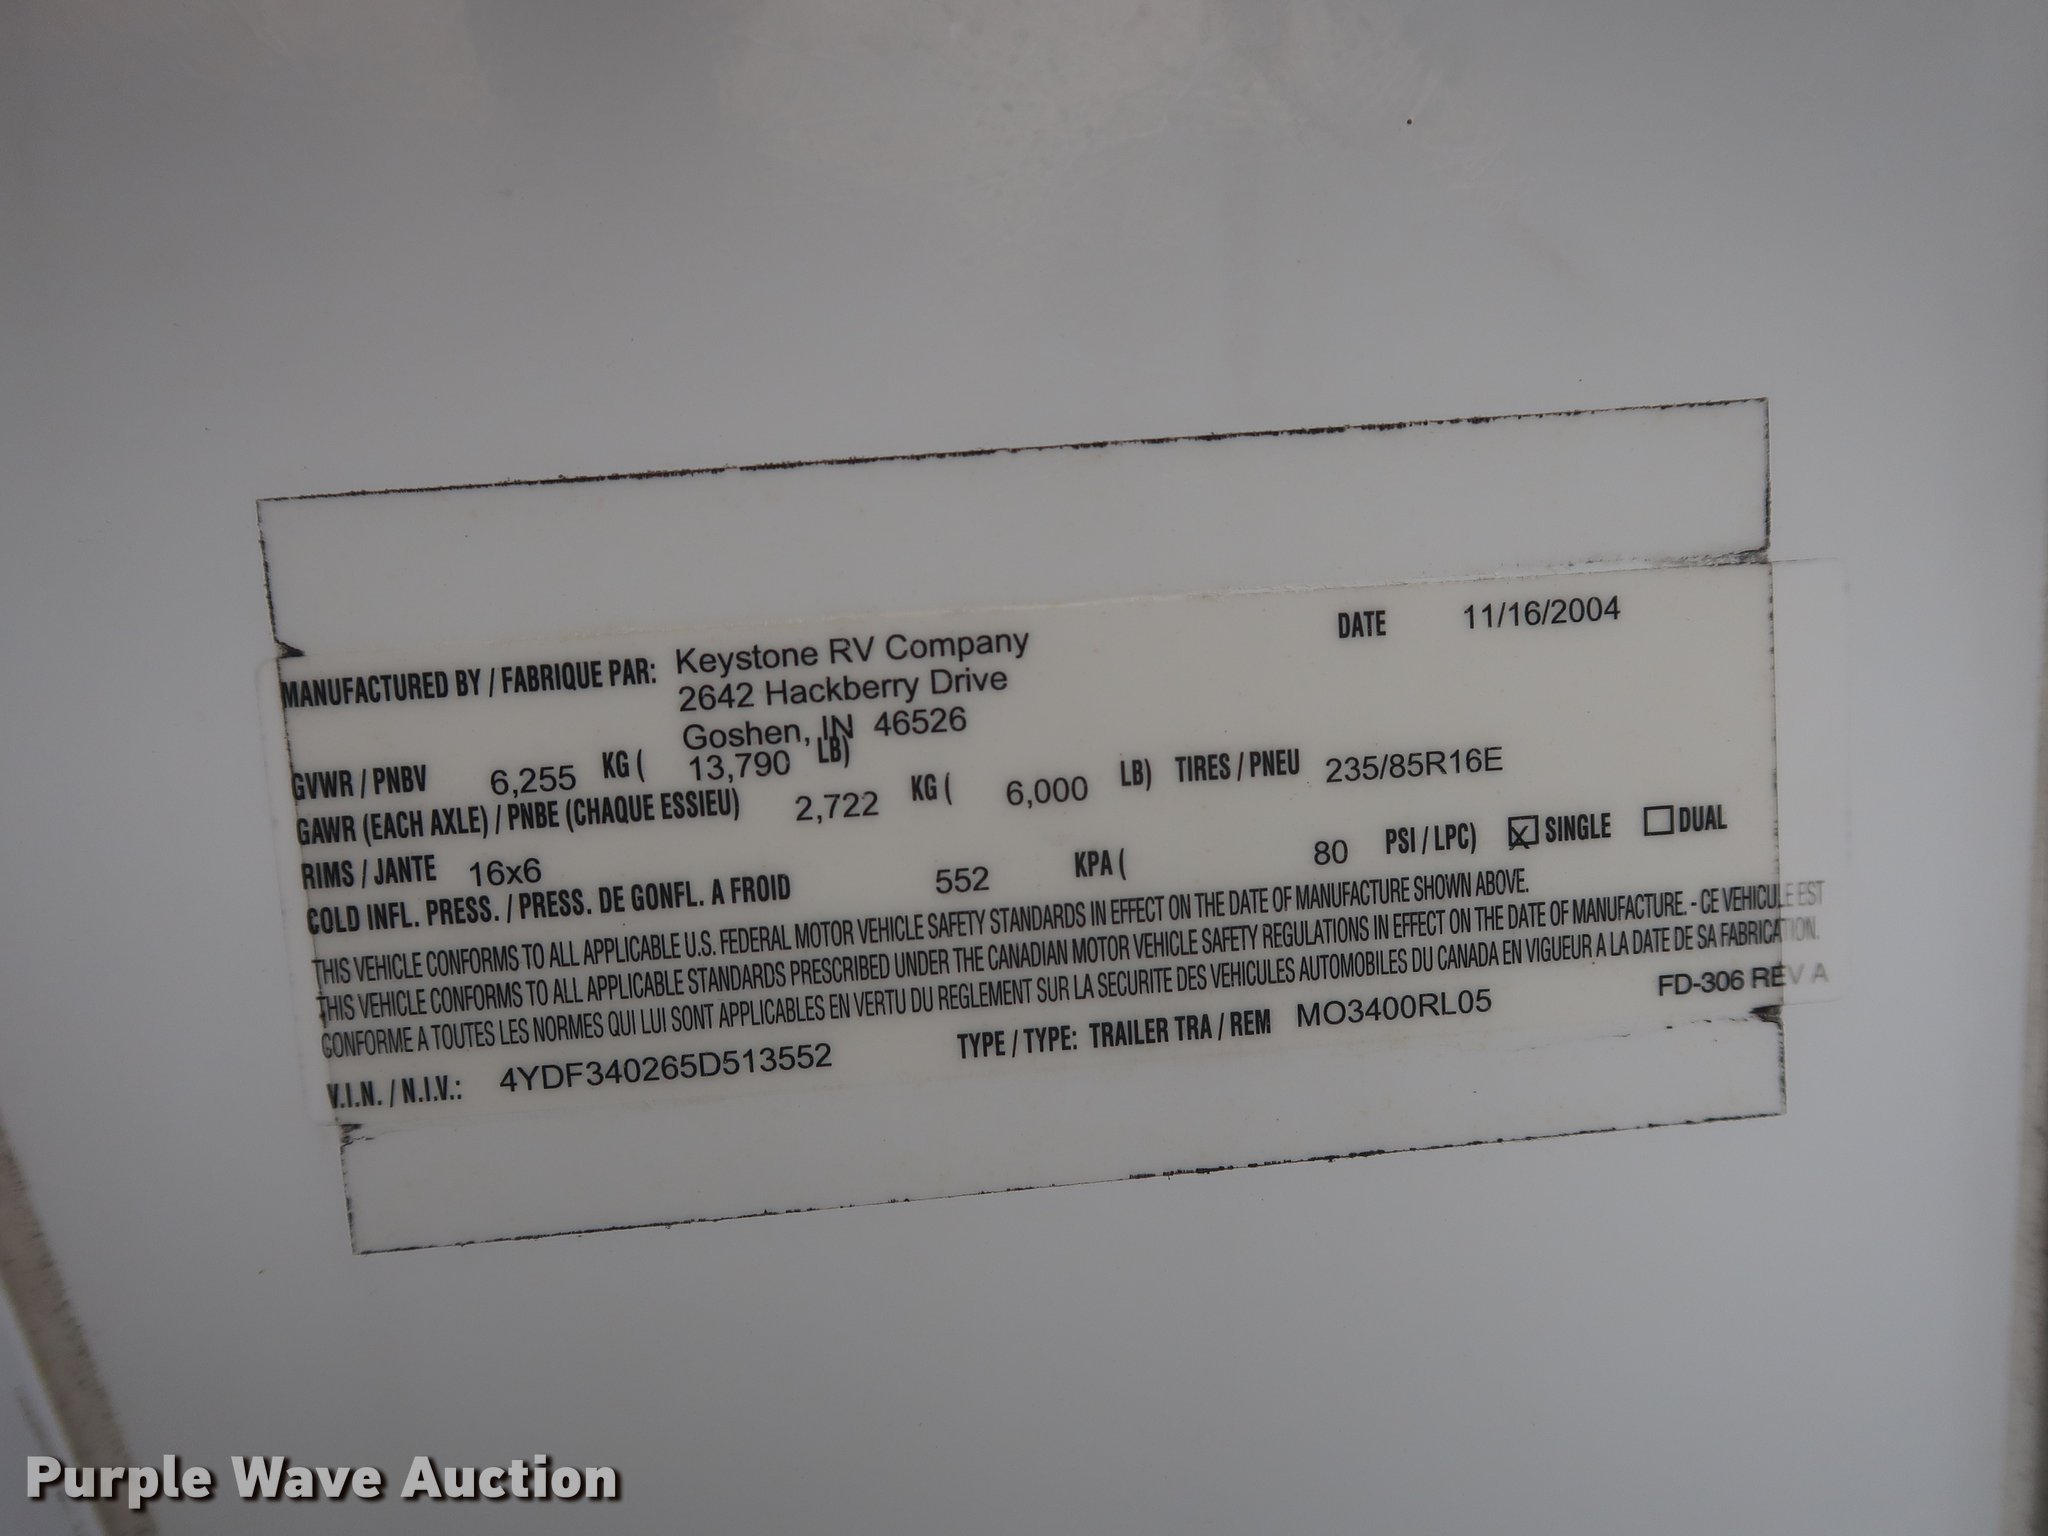 MANUFACTURED BY / FABRIQUE PAR: Keystone RV Company DATE 11/16/2004
2642 Hackberry Drive
Goshen, IN 46526
GVWR / PNBV 6,255 KG ( 13,790 LB)
GAWR (EACH AXLE) / PNBE (CHAQUE ESSIEU) 2,722 KG ( 6,000 LB) TIRES / PNEU 235/85R16E
RIMS / JANTE 16x6
COLD INFL. PRESS. / PRESS. DE GONFL. A FROID 552 KPA ( 80 PSI / LPC) SINGLE DUAL
THIS VEHICLE CONFORMS TO ALL APPLICABLE U.S. FEDERAL MOTOR VEHICLE SAFETY STANDARDS IN EFFECT ON THE DATE OF MANUFACTURE SHOWN ABOVE.
THIS VEHICLE CONFORMS TO ALL APPLICABLE STANDARDS PRESCRIBED UNDER THE CANADIAN MOTOR VEHICLE SAFETY REGULATIONS IN EFFECT ON THE DATE OF MANUFACTURE. - CE VEHICULE EST
CONFORME A TOUTES LES NORMES QUI LUI SONT APPLICABLES EN VERTU DU REGLEMENT SUR LA SECURITE DES VEHICULES AUTOMOBILES DU CANADA EN VIGUEUR A LA DATE DE SA FABRICATION.
V.I.N. / N.I.V.: 4YDF340265D513552 TYPE / TYPE: TRAILER TRA / REM MO3400RL05 FD-306 REV A
Purple Wave Auction